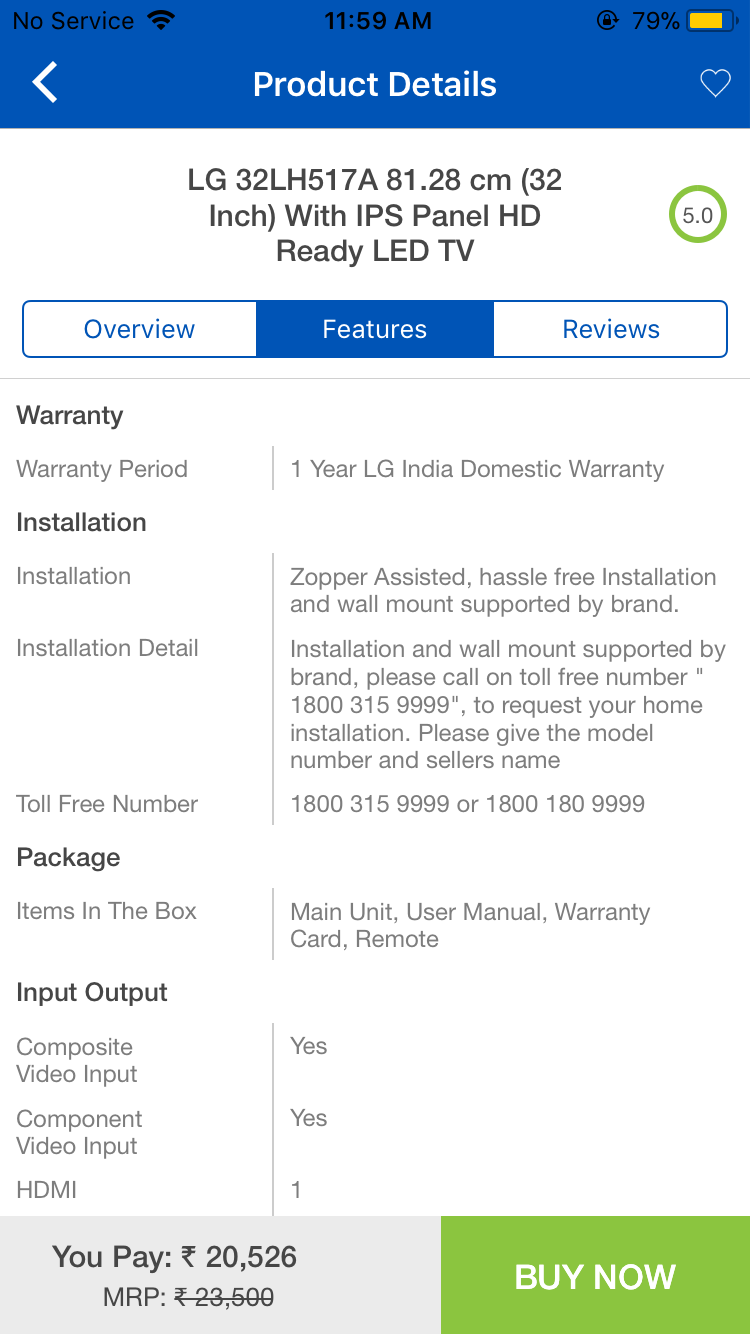 No Service 11:59 AM 79%
Product Details
LG 32LH517A 81.28 cm (32
Inch) With IPS Panel HD
Ready LED TV
5.0
Overview Features Reviews
Warranty
Warranty Period 1 Year LG India Domestic Warranty
Installation
Installation Zopper Assisted, hassle free Installation
and wall mount supported by brand.
Installation Detail Installation and wall mount supported by
brand, please call on toll free number "
1800 315 9999", to request your home
installation. Please give the model
number and sellers name
Toll Free Number 1800 315 9999 or 1800 180 9999
Package
Items In The Box Main Unit, User Manual, Warranty
Card, Remote
Input Output
Composite Yes
Video Input
Component Yes
Video Input
HDMI 1
You Pay: ₹ 20,526
MRP: ₹ 23,500
BUY NOW